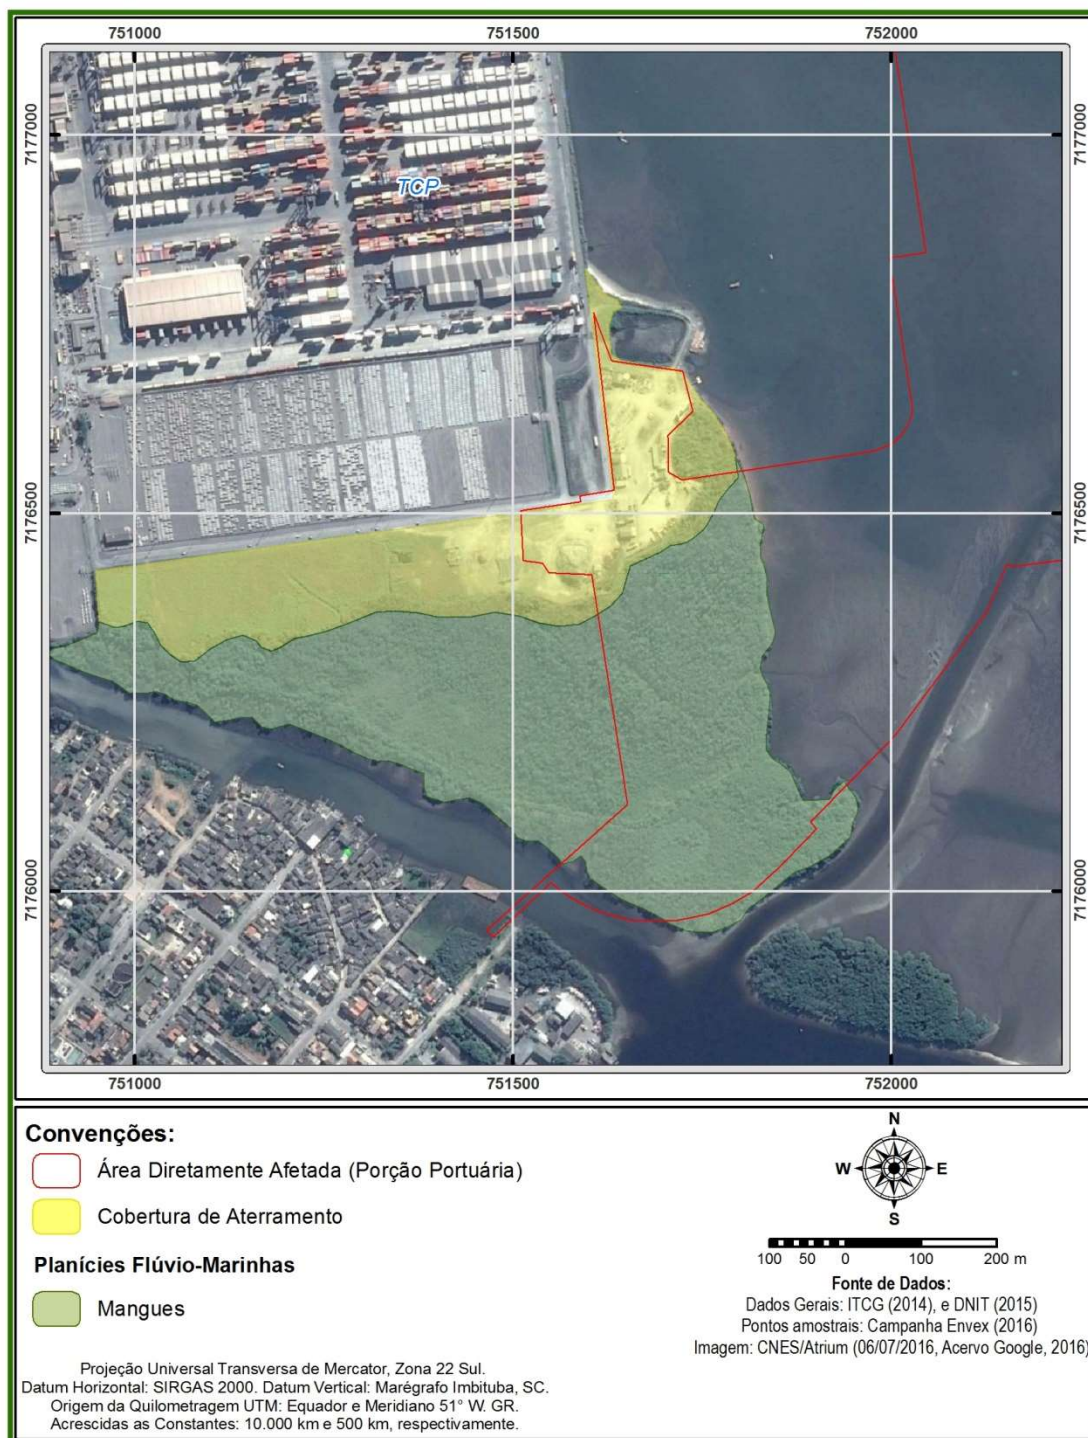 751000 751500 752000
7177000 7177000
TCP
7176500 7176500
7176000 7176000
751000 751500 752000
Convenções:
Área Diretamente Afetada (Porção Portuária)
Cobertura de Aterramento
Planícies Flúvio-Marinhas
Mangues
Projeção Universal Transversa de Mercator, Zona 22 Sul.
Datum Horizontal: SIRGAS 2000. Datum Vertical: Marégrafo Imbituba, SC.
Origem da Quilometragem UTM: Equador e Meridiano 51° W. GR.
Acrescidas as Constantes: 10.000 km e 500 km, respectivamente.
N
W E
S
100 50 0 100 200 m
Fonte de Dados:
Dados Gerais: ITCG (2014), e DNIT (2015)
Pontos amostrais: Campanha Envex (2016)
Imagem: CNES/Atrium (06/07/2016, Acervo Google, 2016)